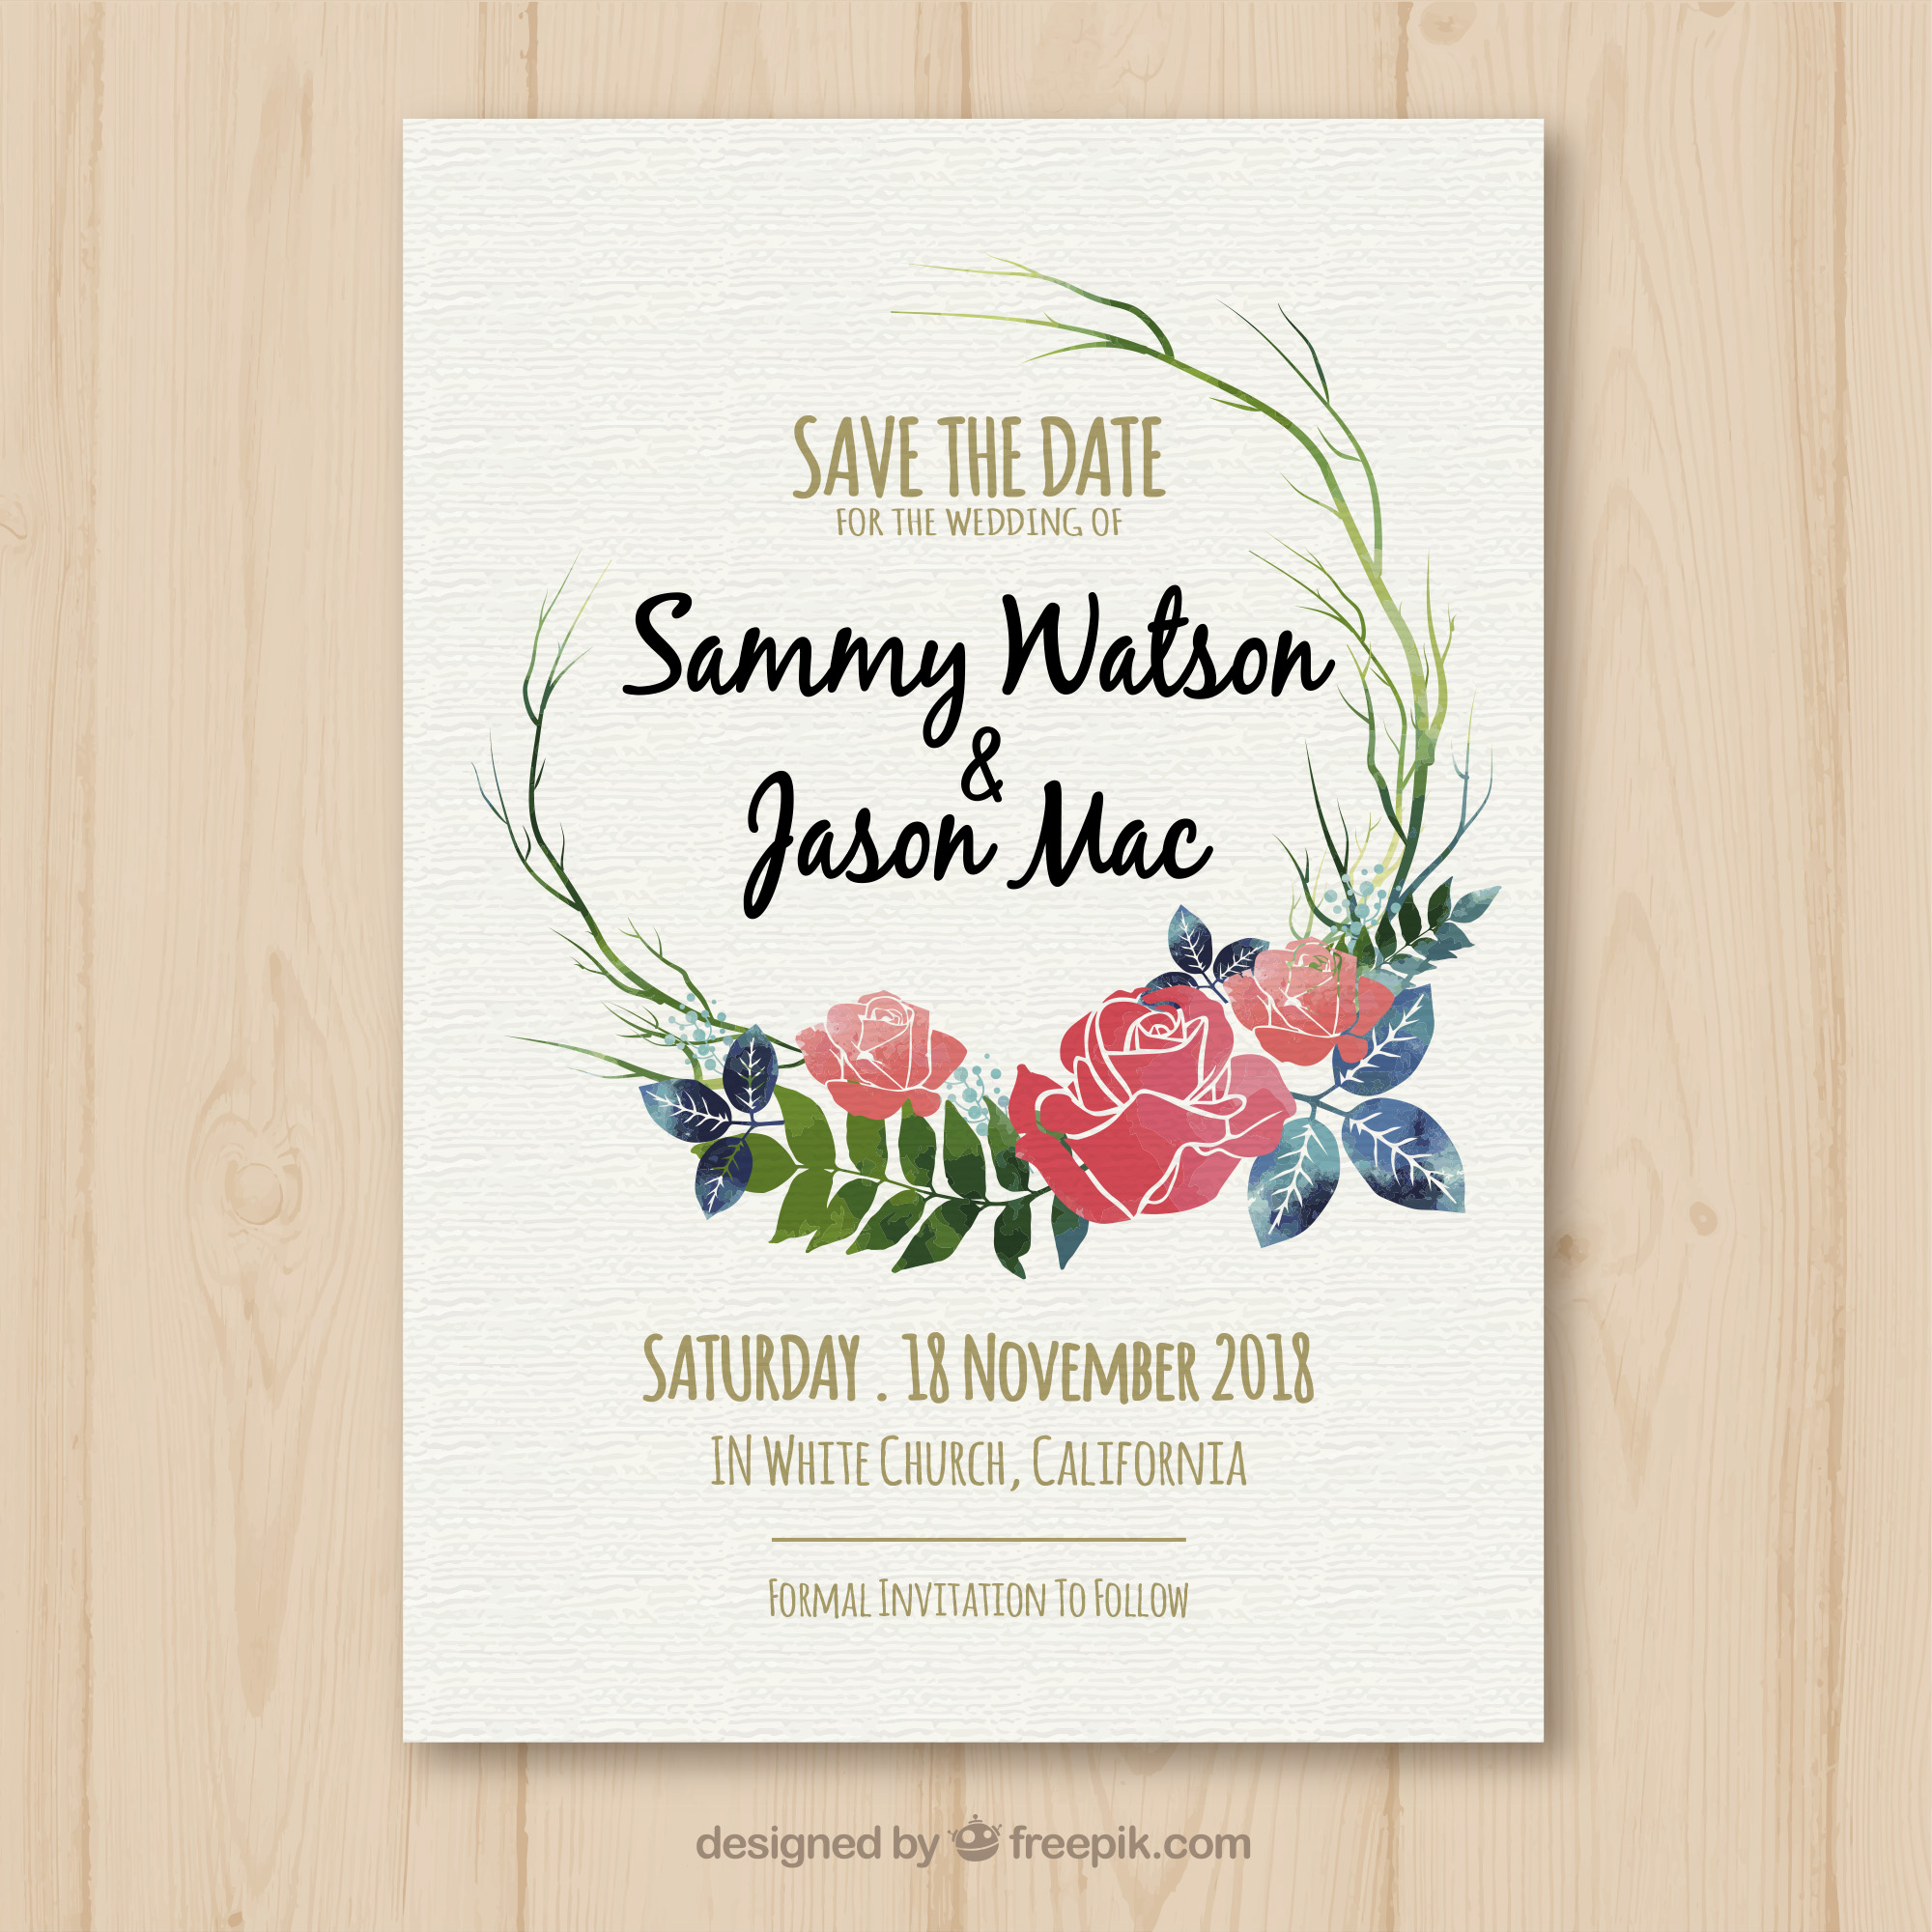 SAVE THE DATE
FOR THE WEDDING OF
Sammy Watson
&
Jason Mac
SATURDAY . 18 NOVEMBER 2018
IN WHITE CHURCH, CALIFORNIA
FORMAL INVITATION TO FOLLOW
designed by freepik.com